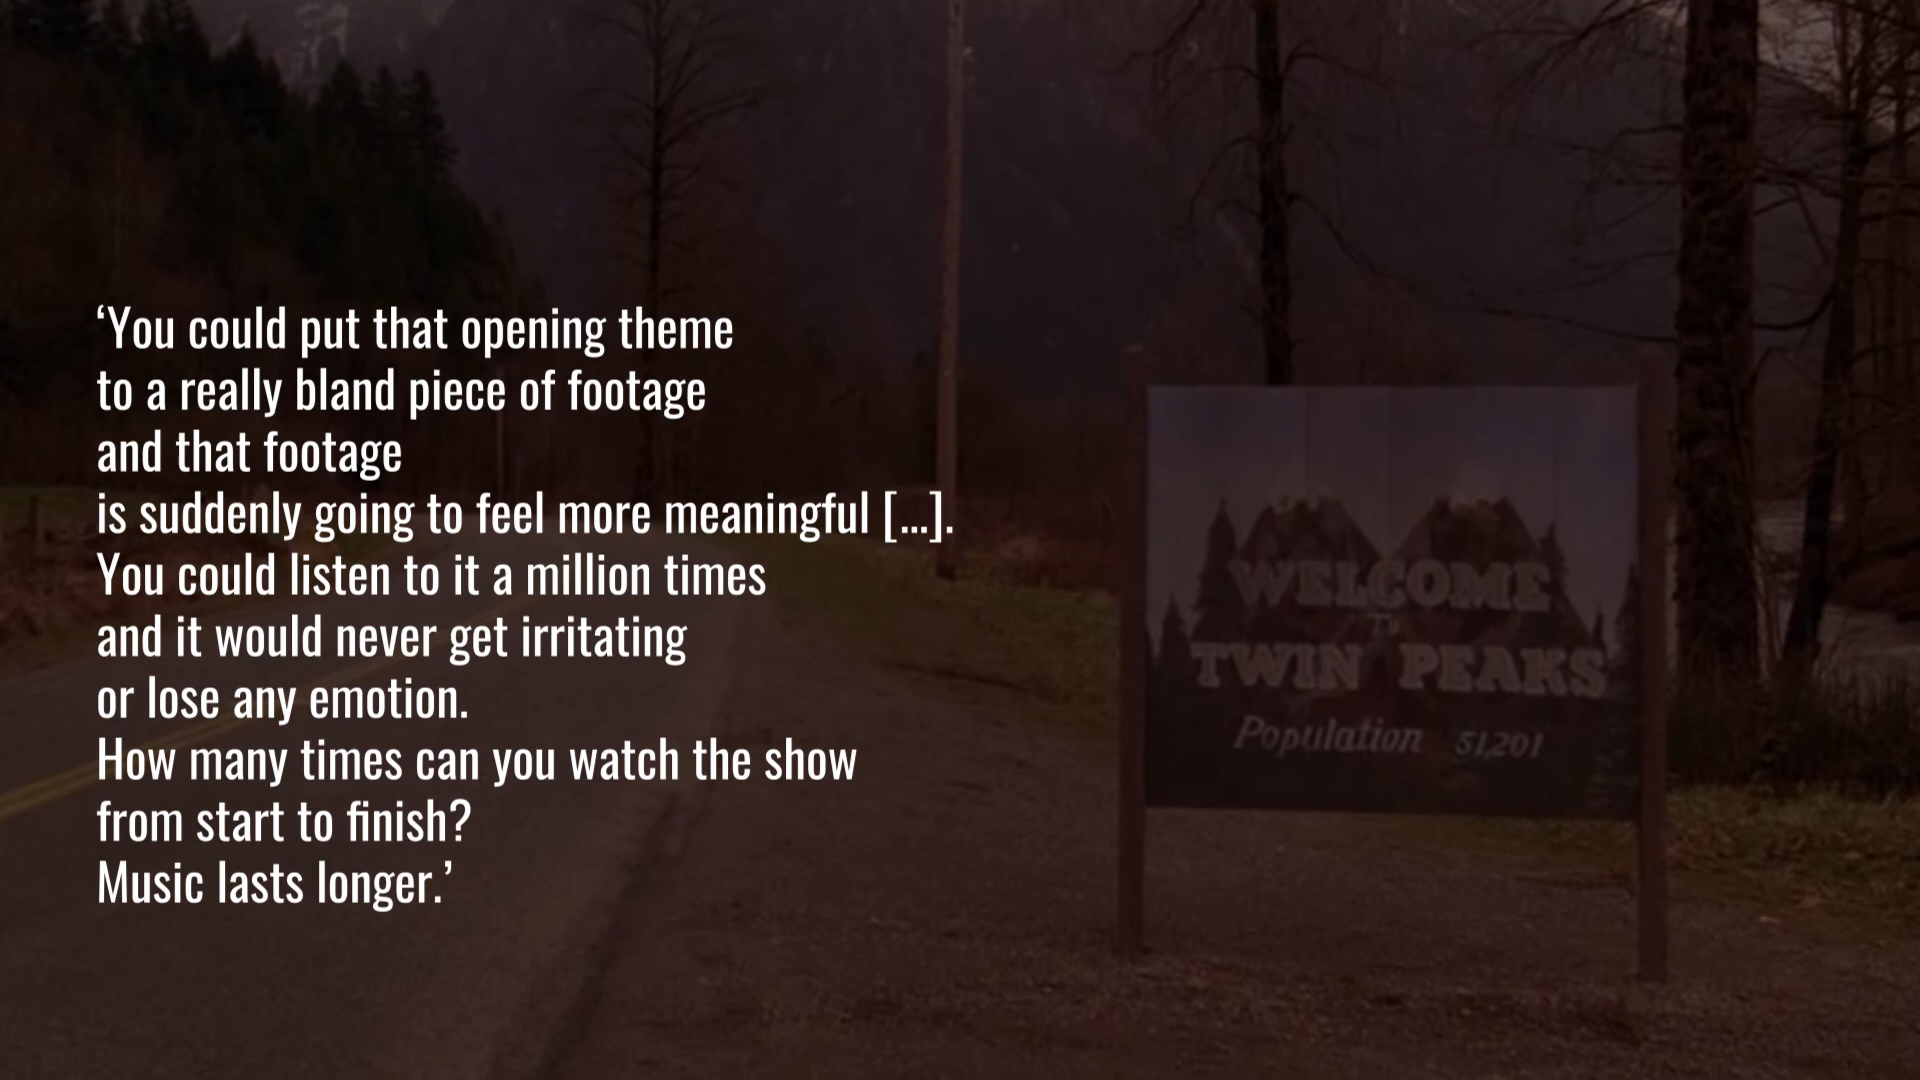 ‘You could put that opening theme
to a really bland piece of footage
and that footage
is suddenly going to feel more meaningful [...].
You could listen to it a million times
and it would never get irritating
or lose any emotion.
How many times can you watch the show
from start to finish?
Music lasts longer.’
WELCOME
To
TWIN PEAKS
Population 51,201